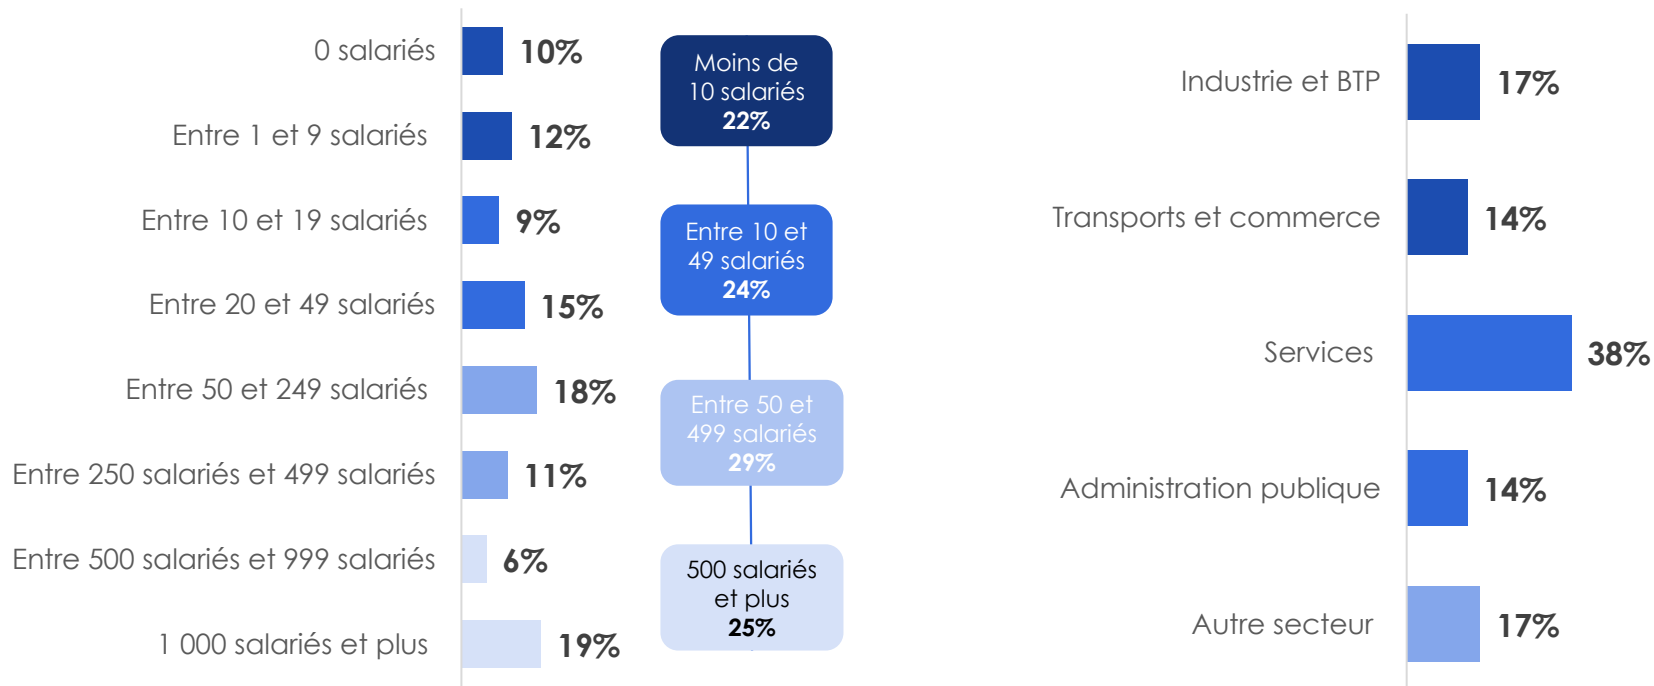 0 salariés 10%
Entre 1 et 9 salariés 12%
Entre 10 et 19 salariés 9%
Entre 20 et 49 salariés 15%
Entre 50 et 249 salariés 18%
Entre 250 salariés et 499 salariés 11%
Entre 500 salariés et 999 salariés 6%
1 000 salariés et plus 19%
Moins de
10 salariés
22%
Entre 10 et
49 salariés
24%
Entre 50 et
499 salariés
29%
500 salariés
et plus
25%
Industrie et BTP 17%
Transports et commerce 14%
Services 38%
Administration publique 14%
Autre secteur 17%